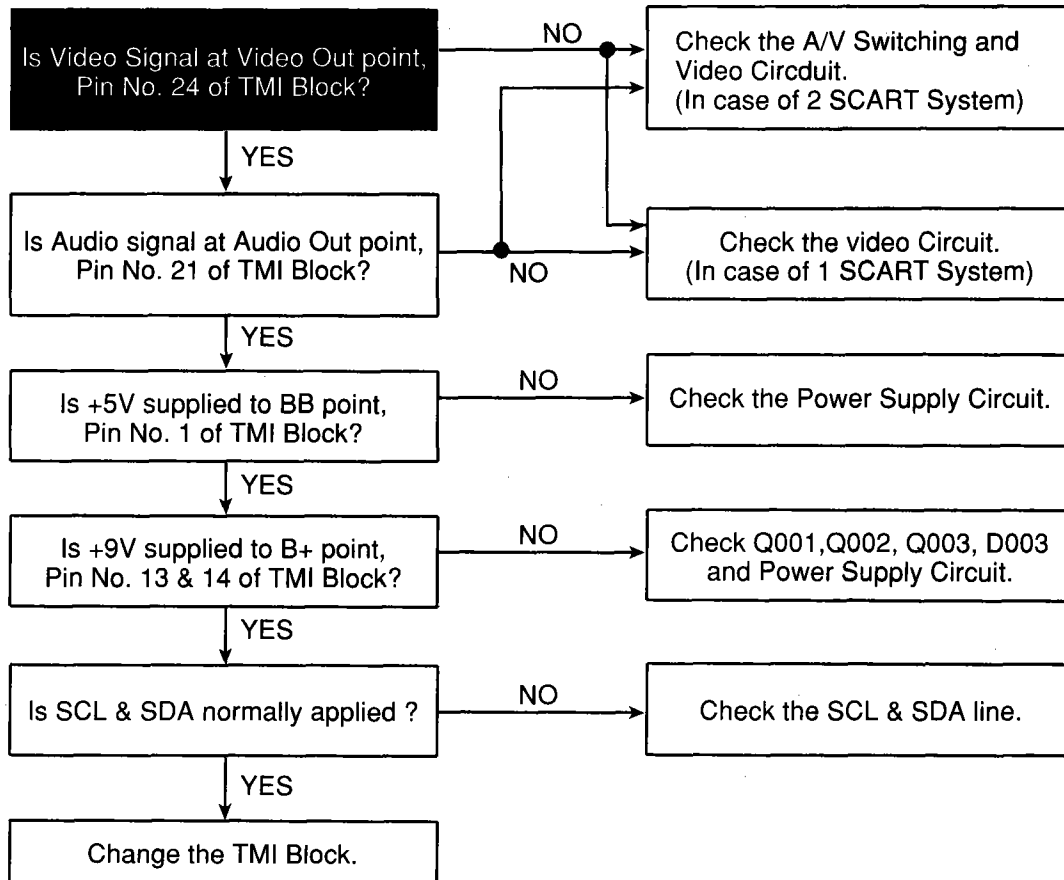 Is Video Signal at Video Out point,
Pin No. 24 of TMI Block?
NO
Check the A/V Switching and
Video Circduit.
(In case of 2 SCART System)
YES
Is Audio signal at Audio Out point,
Pin No. 21 of TMI Block?
NO
Check the video Circuit.
(In case of 1 SCART System)
YES
Is +5V supplied to BB point,
Pin No. 1 of TMI Block?
NO
Check the Power Supply Circuit.
YES
Is +9V supplied to B+ point,
Pin No. 13 & 14 of TMI Block?
NO
Check Q001,Q002, Q003, D003
and Power Supply Circuit.
YES
Is SCL & SDA normally applied ?
NO
Check the SCL & SDA line.
YES
Change the TMI Block.